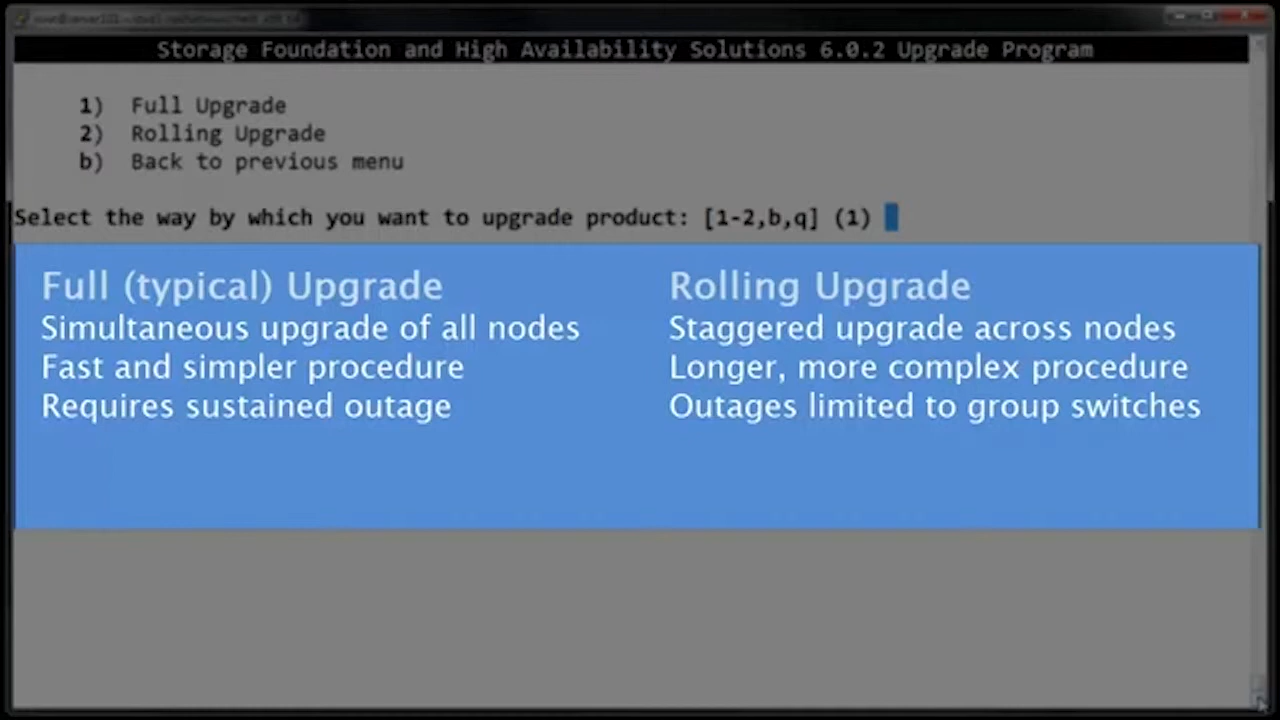 Storage Foundation and High Availability Solutions 6.0.2 Upgrade Program
1) Full Upgrade
2) Rolling Upgrade
b) Back to previous menu
Select the way by which you want to upgrade product: [1-2,b,q] (1)
Full (typical) Upgrade
Simultaneous upgrade of all nodes
Fast and simpler procedure
Requires sustained outage
Rolling Upgrade
Staggered upgrade across nodes
Longer, more complex procedure
Outages limited to group switches